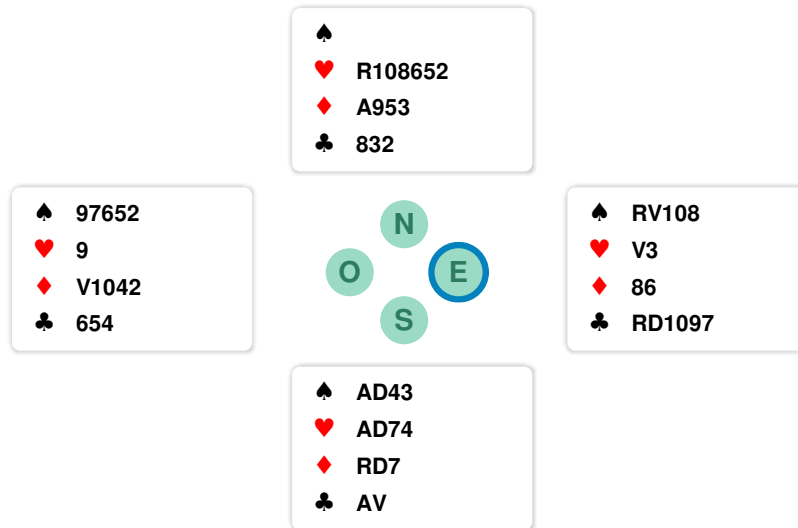 ♠
♥ R108652
♦ A953
♣ 832
♠ 97652
♥ 9
♦ V1042
♣ 654
N
O E
S
♠ RV108
♥ V3
♦ 86
♣ RD1097
♠ AD43
♥ AD74
♦ RD7
♣ AV